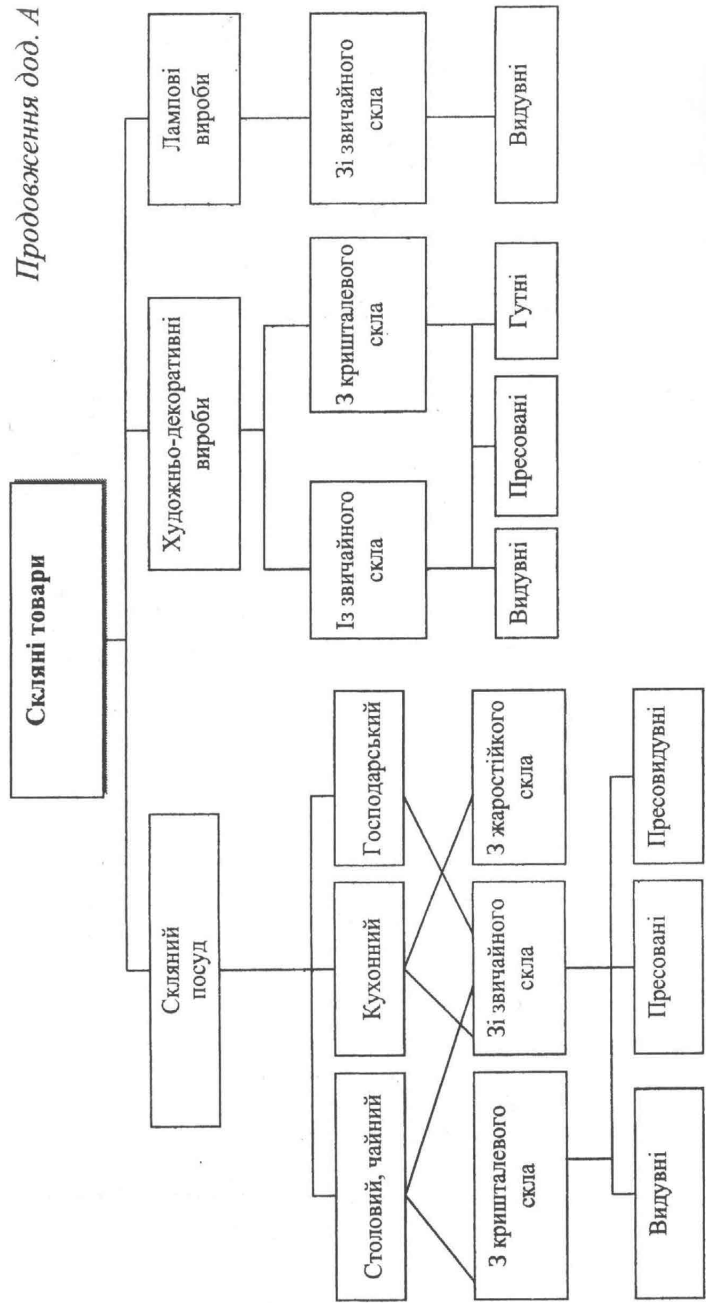 Продовження дод. А
Скляні товари
Скляний
посуд
Художньо-декоративні
вироби
Лампові
вироби
Столовий, чайний
Кухонний
Господарський
Із звичайного
скла
З кришталевого
скла
Зі звичайного
скла
З кришталевого
скла
Зі звичайного
скла
З жаростійкого
скла
Видувні
Пресовані
Гутні
Видувні
Видувні
Пресовані
Пресовидувні